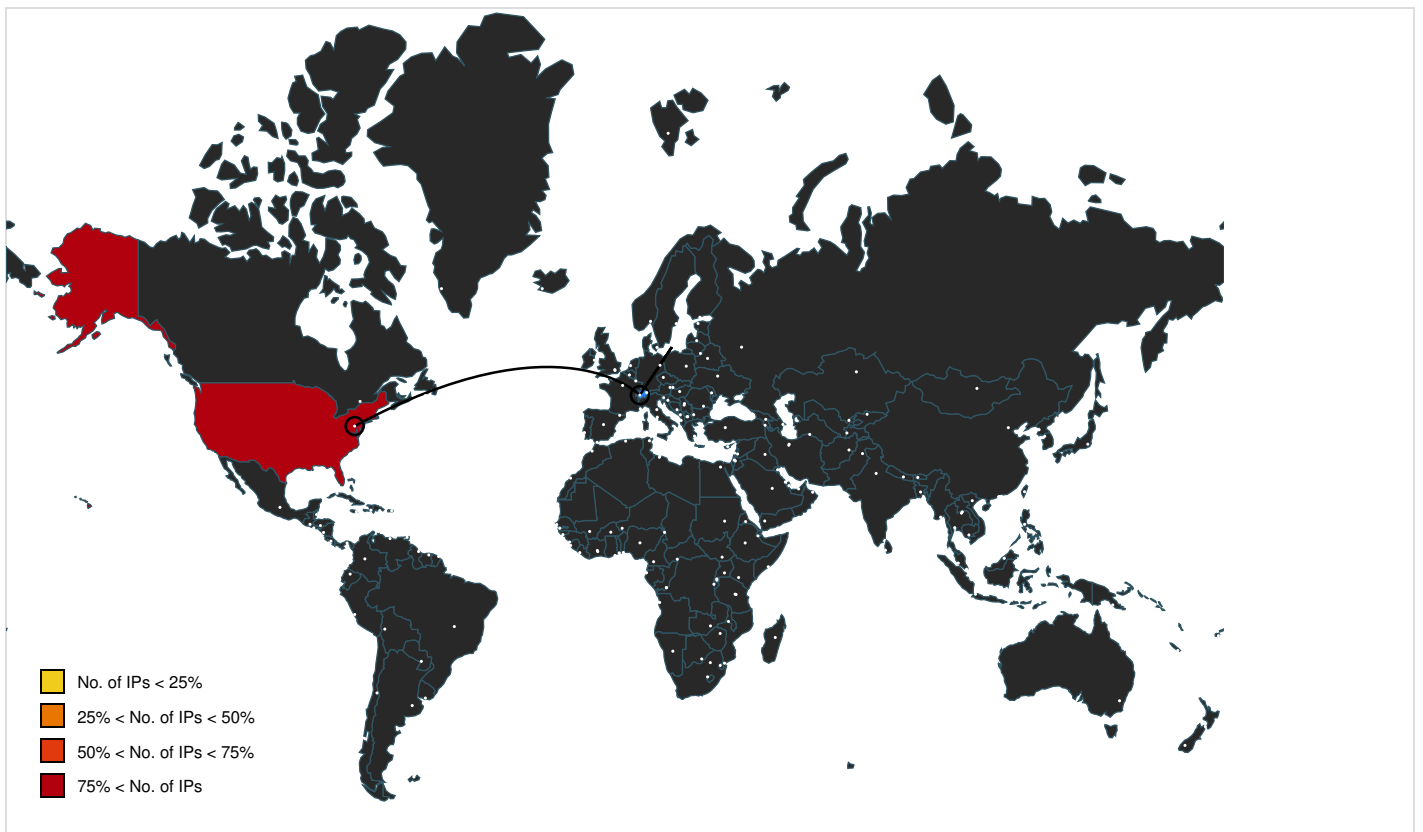 No. of IPs < 25%
25% < No. of IPs < 50%
50% < No. of IPs < 75%
75% < No. of IPs